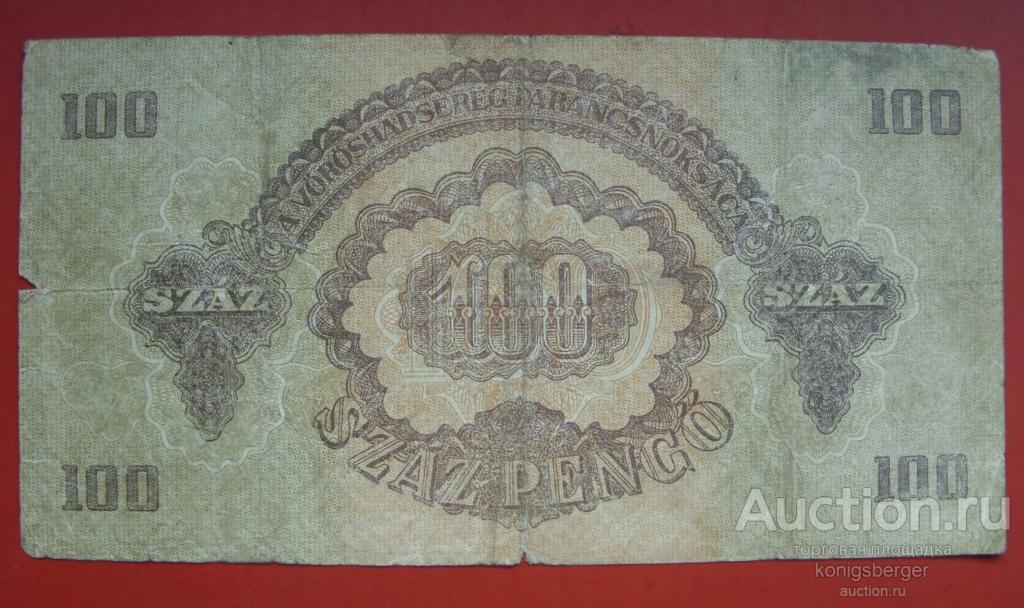 100 100
A VÖRÖSHADSEREG PARANCSNOKSÁGA
SZÁZ 100 SZÁZ
SZÁZ-PENGŐ
100 100
Auction.ru
торговая площадка
konigsberger
auction.ru